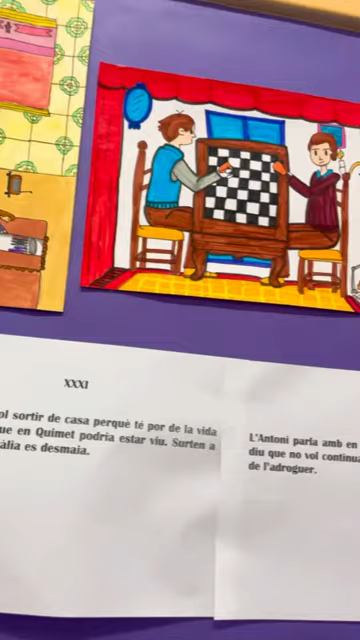 XXXI
ol sortir de casa perquè té por de la vida
ue en Quimet podria estar viu. Surten a
àlia es desmaia.
L'Antoni parla amb en
diu que no vol continua
de l'adroguer.